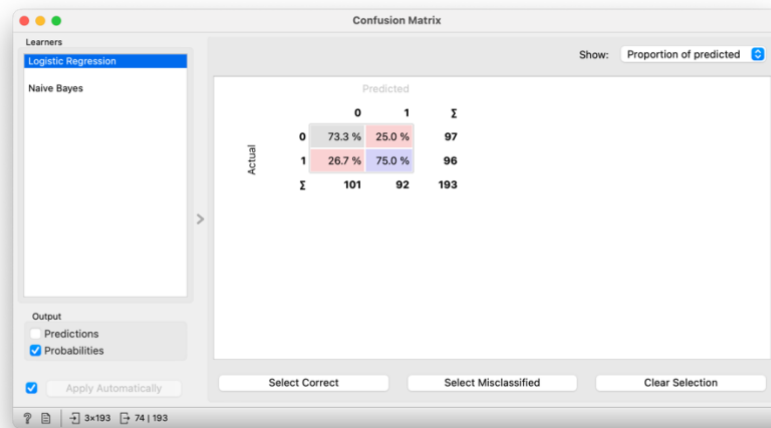 Confusion Matrix
Learners
Logistic Regression
Naive Bayes
Show: Proportion of predicted
Predicted
0 1 Σ
Actual
0 73.3 % 25.0 % 97
1 26.7 % 75.0 % 96
Σ 101 92 193
>
Output
Predictions
Probabilities
Apply Automatically
Select Correct Select Misclassified Clear Selection
? 3×193 74 | 193